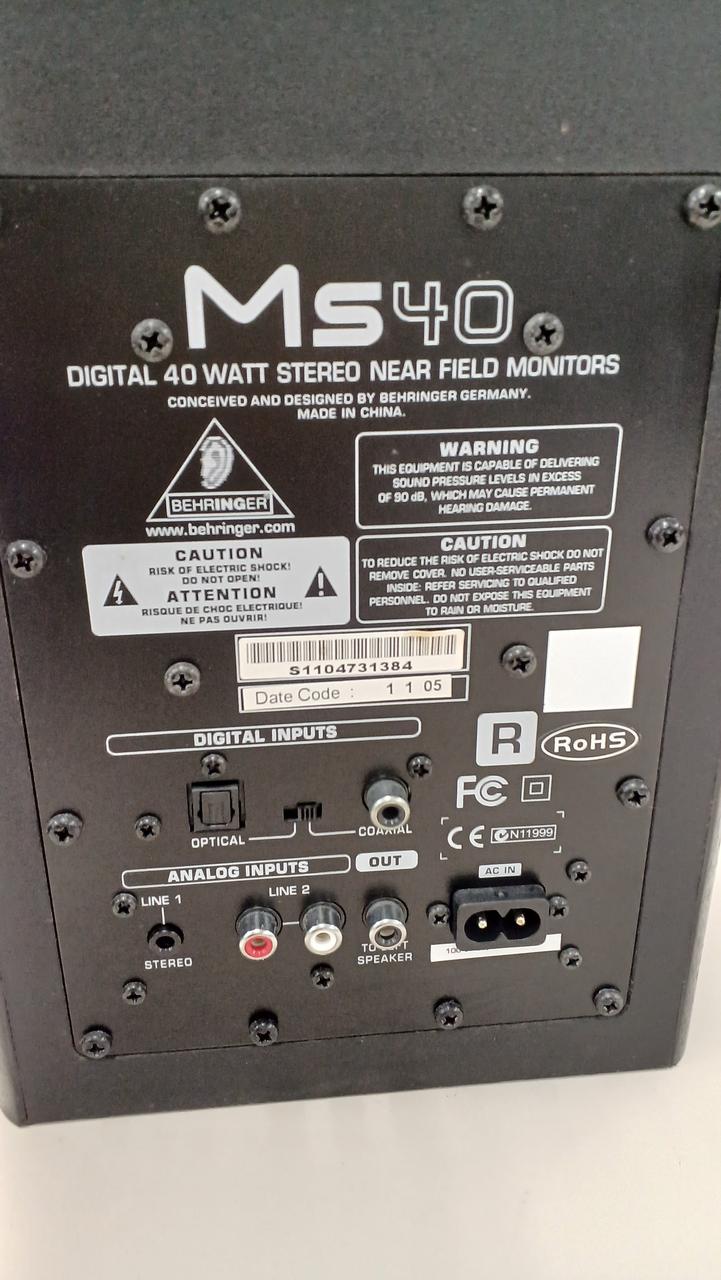 Ms40
DIGITAL 40 WATT STEREO NEAR FIELD MONITORS
CONCEIVED AND DESIGNED BY BEHRINGER GERMANY.
MADE IN CHINA.
BEHRINGER
www.behringer.com
WARNING
THIS EQUIPMENT IS CAPABLE OF DELIVERING
SOUND PRESSURE LEVELS IN EXCESS
OF 90 dB, WHICH MAY CAUSE PERMANENT
HEARING DAMAGE.
CAUTION
RISK OF ELECTRIC SHOCK!
DO NOT OPEN!
ATTENTION
RISQUE DE CHOC ELECTRIQUE!
NE PAS OUVRIR!
CAUTION
TO REDUCE THE RISK OF ELECTRIC SHOCK DO NOT
REMOVE COVER. NO USER-SERVICEABLE PARTS
INSIDE: REFER SERVICING TO QUALIFIED
PERSONNEL. DO NOT EXPOSE THIS EQUIPMENT
TO RAIN OR MOISTURE.
S1104731384
Date Code : 1 1 05
DIGITAL INPUTS
R
RoHS
FC
OPTICAL
COAXIAL
CE N11999
ANALOG INPUTS
OUT
AC IN
LINE 1
LINE 2
STEREO
TO LEFT
SPEAKER